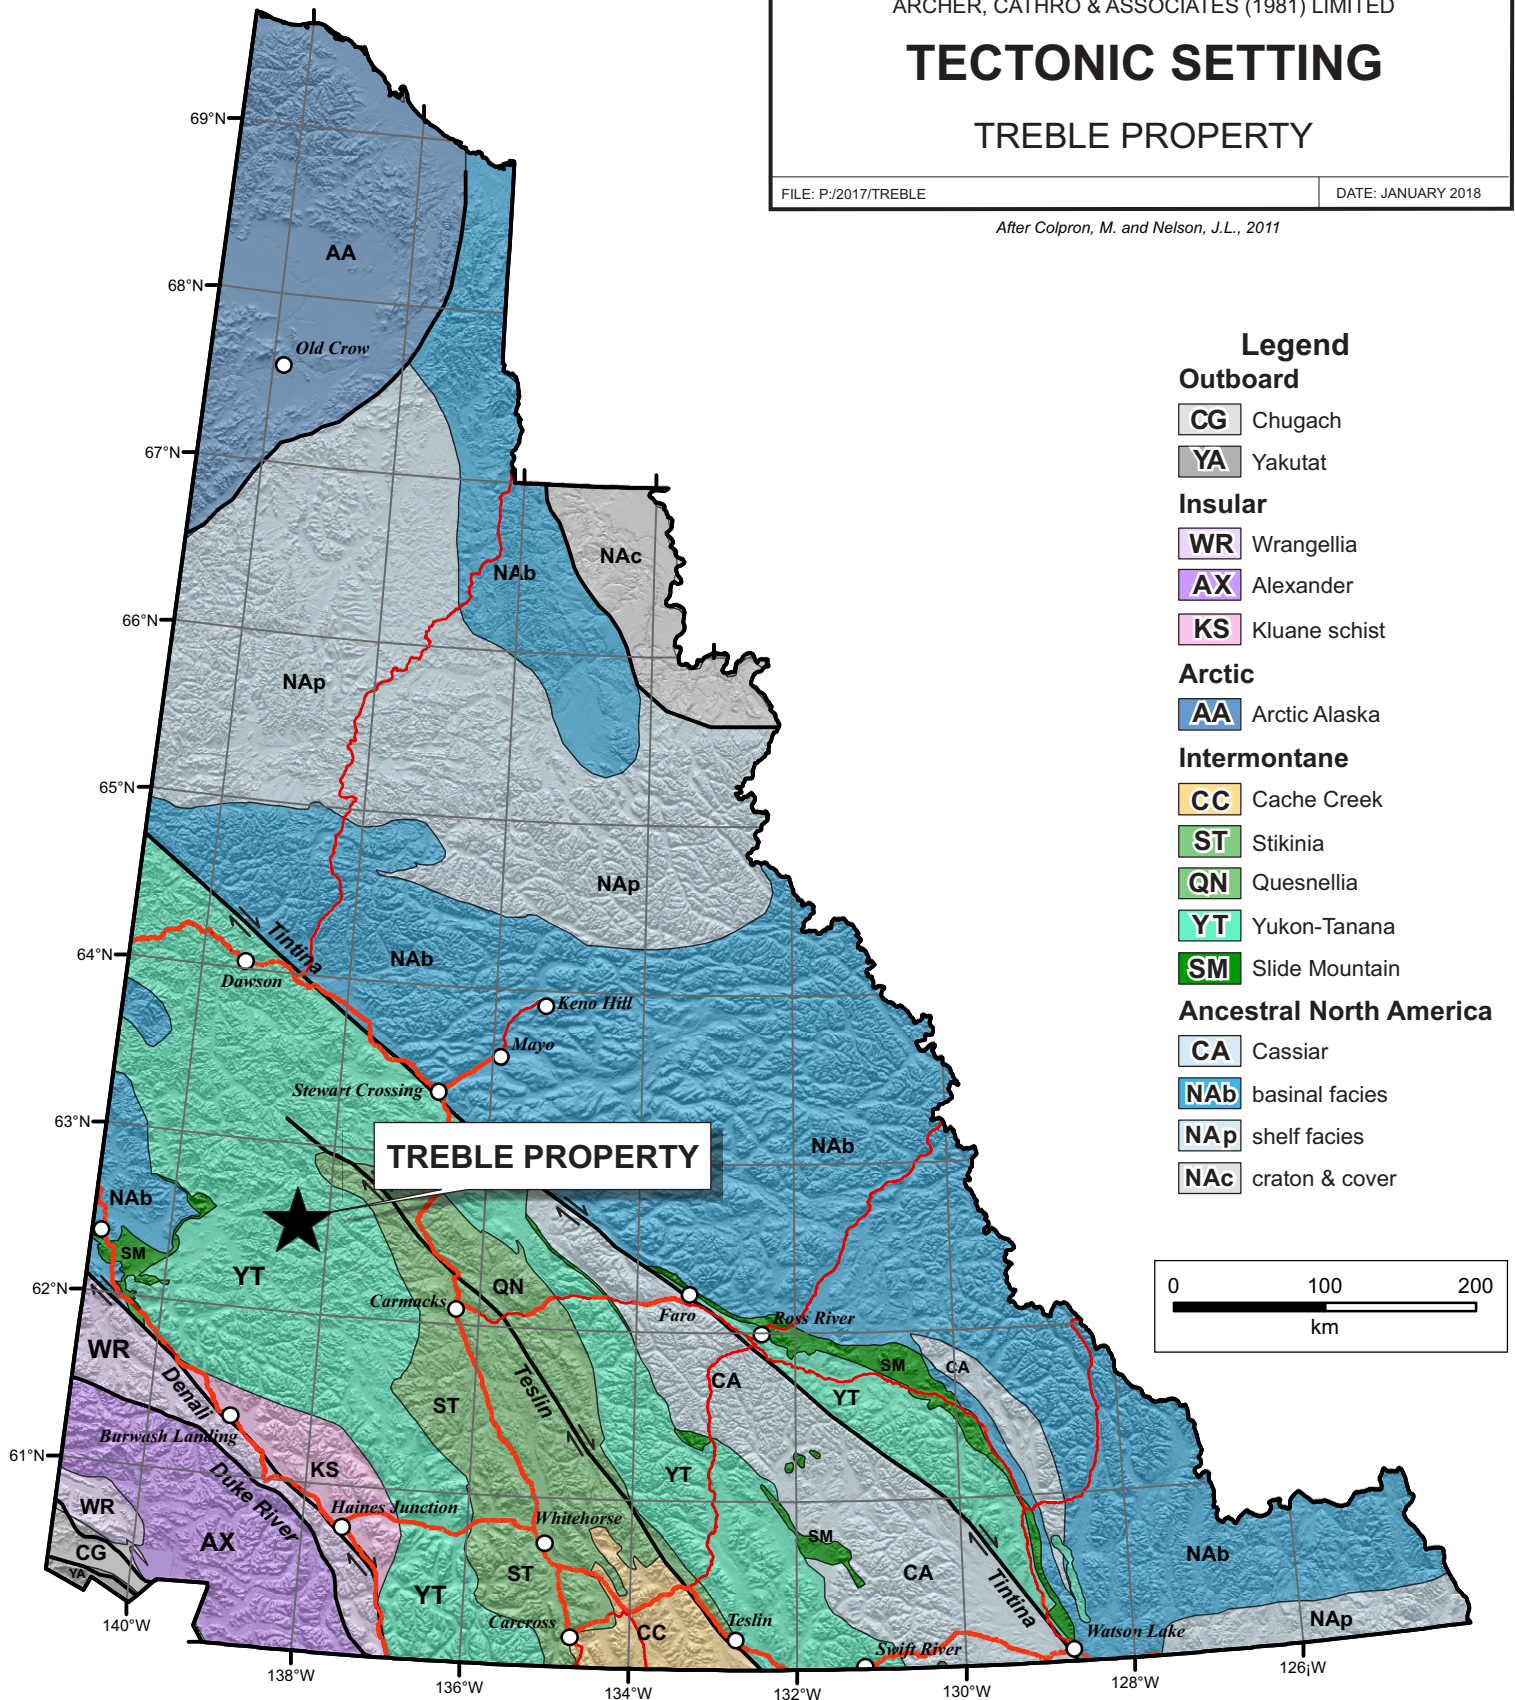 ARCHER, CATHRO & ASSOCIATES (1981) LIMITED
TECTONIC SETTING
TREBLE PROPERTY
FILE: P:/2017/TREBLE
DATE: JANUARY 2018
After Colpron, M. and Nelson, J.L., 2011
Legend
Outboard
CG Chugach
YA Yakutat
Insular
WR Wrangellia
AX Alexander
KS Kluane schist
Arctic
AA Arctic Alaska
Intermontane
CC Cache Creek
ST Stikinia
QN Quesnellia
YT Yukon-Tanana
SM Slide Mountain
Ancestral North America
CA Cassiar
NAb basinal facies
NAp shelf facies
NAc craton & cover
0 100 200
km
69°N
68°N
67°N
66°N
65°N
64°N
63°N
62°N
61°N
140°W
138°W
136°W
134°W
132°W
130°W
128°W
126°W
AA
Old Crow
NAc
NAb
NAp
NAp
Tintina
NAb
Dawson
Keno Hill
Mayo
Stewart Crossing
TREBLE PROPERTY
NAb
NAb
SM
YT
QN
Carmacks
Faro
Ross River
WR
SM
CA
Denali
Teslin
CA
YT
ST
Burwash Landing
KS
Duke River
YT
WR
Haines Junction
Whitehorse
SM
AX
CG
YA
ST
YT
CA
NAb
Tintina
Carcross
CC
Teslin
Swift River
Watson Lake
NAp